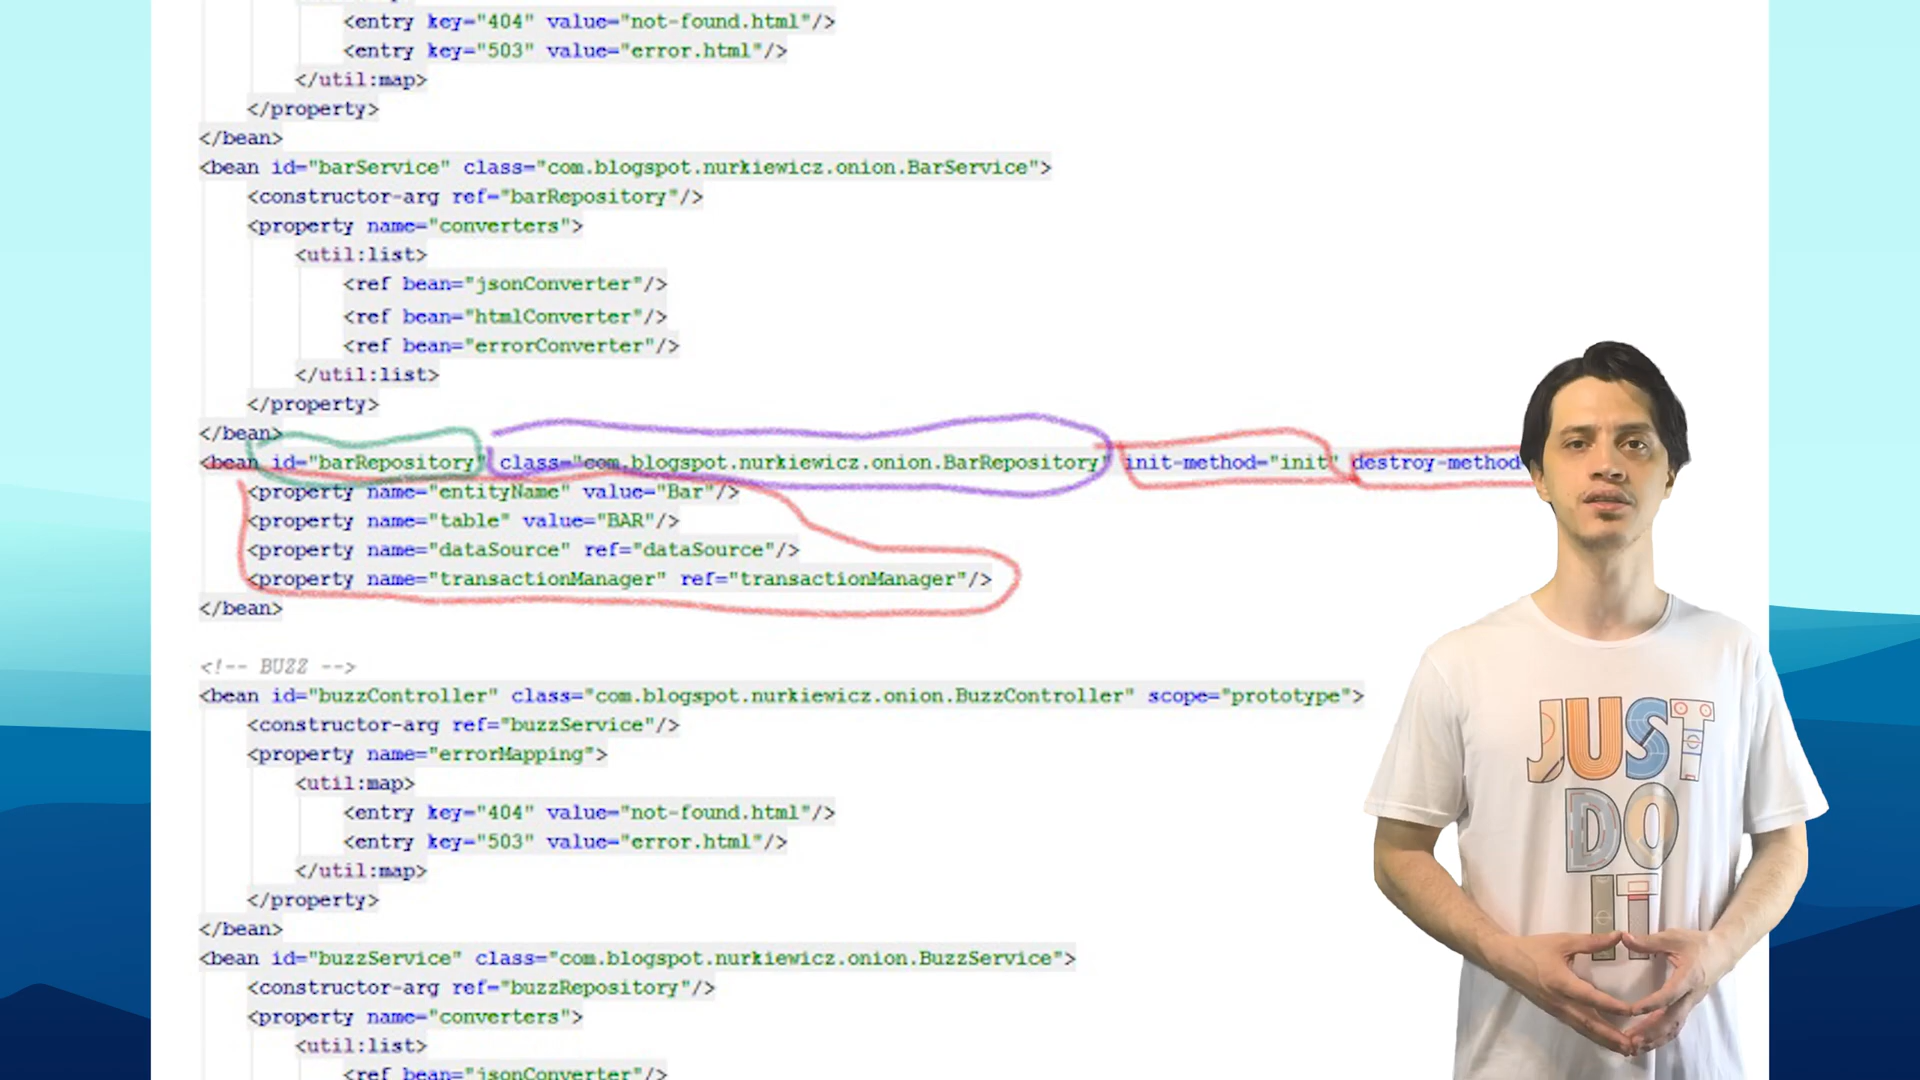 <entry key="404" value="not-found.html"/>
<entry key="503" value="error.html"/>
</util:map>
</property>
</bean>
<bean id="barService" class="com.blogspot.nurkiewicz.onion.BarService">
<constructor-arg ref="barRepository"/>
<property name="converters">
<util:list>
<ref bean="jsonConverter"/>
<ref bean="htmlConverter"/>
<ref bean="errorConverter"/>
</util:list>
</property>
</bean>
<bean id="barRepository" class="com.blogspot.nurkiewicz.onion.BarRepository" init-method="init" destroy-method=
<property name="entityName" value="Bar"/>
<property name="table" value="BAR"/>
<property name="dataSource" ref="dataSource"/>
<property name="transactionManager" ref="transactionManager"/>
</bean>
<!-- BUZZ -->
<bean id="buzzController" class="com.blogspot.nurkiewicz.onion.BuzzController" scope="prototype">
<constructor-arg ref="buzzService"/>
<property name="errorMapping">
<util:map>
<entry key="404" value="not-found.html"/>
<entry key="503" value="error.html"/>
</util:map>
</property>
</bean>
<bean id="buzzService" class="com.blogspot.nurkiewicz.onion.BuzzService">
<constructor-arg ref="buzzRepository"/>
<property name="converters">
<util:list>
<ref bean="jsonConverter"/>
JUST
DO
IT